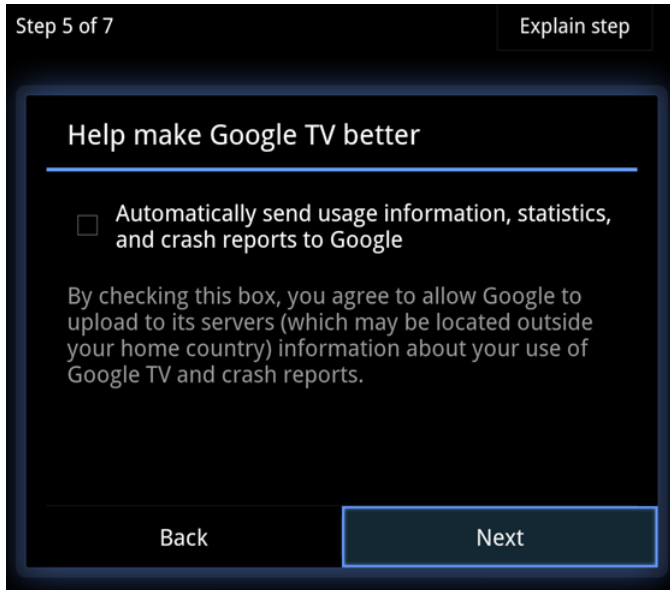 Step 5 of 7
Explain step
Help make Google TV better
Automatically send usage information, statistics,
and crash reports to Google
By checking this box, you agree to allow Google to
upload to its servers (which may be located outside
your home country) information about your use of
Google TV and crash reports.
Back
Next